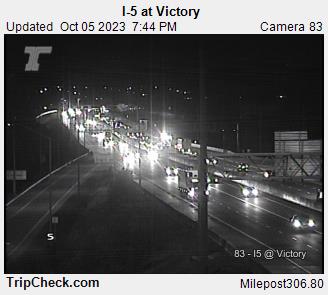 I-5 at Victory
Updated Oct 05 2023 7:44 PM Camera 83
T
S
83 - I5 @ Victory
TripCheck.com Milepost306.80